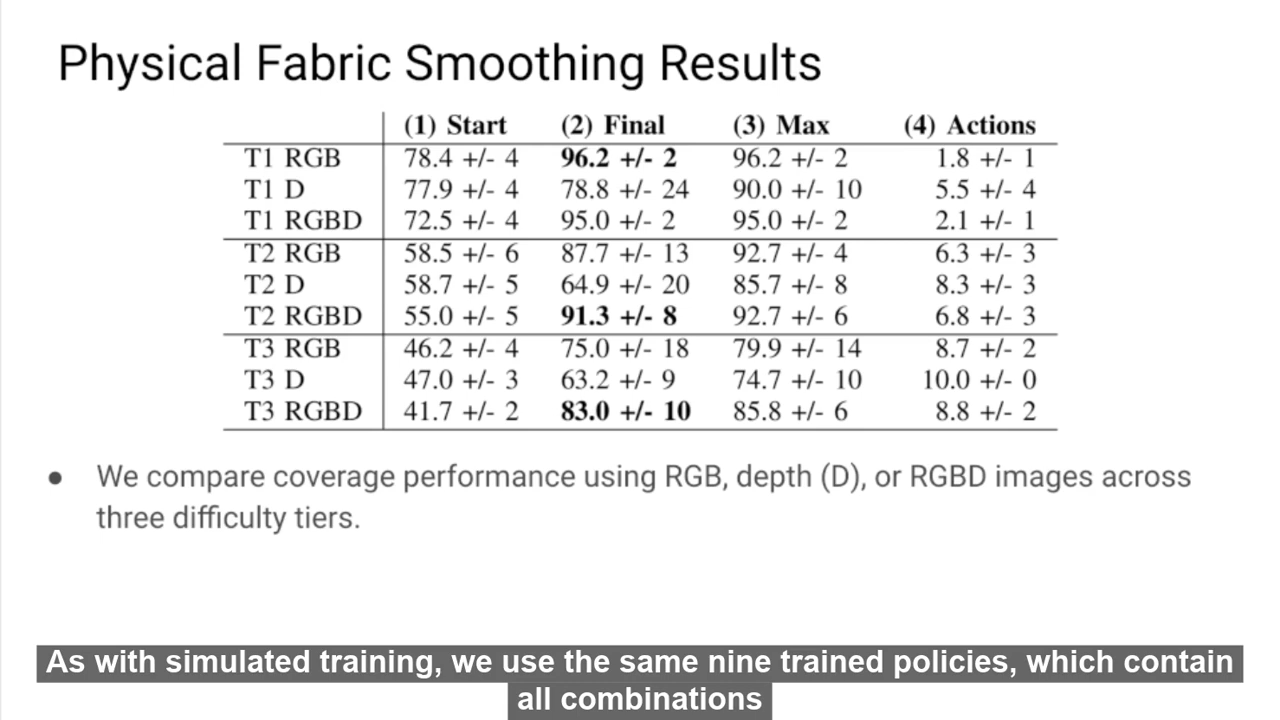 Physical Fabric Smoothing Results
(1) Start (2) Final (3) Max (4) Actions
T1 RGB 78.4 +/- 4 96.2 +/- 2 96.2 +/- 2 1.8 +/- 1
T1 D 77.9 +/- 4 78.8 +/- 24 90.0 +/- 10 5.5 +/- 4
T1 RGBD 72.5 +/- 4 95.0 +/- 2 95.0 +/- 2 2.1 +/- 1
T2 RGB 58.5 +/- 6 87.7 +/- 13 92.7 +/- 4 6.3 +/- 3
T2 D 58.7 +/- 5 64.9 +/- 20 85.7 +/- 8 8.3 +/- 3
T2 RGBD 55.0 +/- 5 91.3 +/- 8 92.7 +/- 6 6.8 +/- 3
T3 RGB 46.2 +/- 4 75.0 +/- 18 79.9 +/- 14 8.7 +/- 2
T3 D 47.0 +/- 3 63.2 +/- 9 74.7 +/- 10 10.0 +/- 0
T3 RGBD 41.7 +/- 2 83.0 +/- 10 85.8 +/- 6 8.8 +/- 2
● We compare coverage performance using RGB, depth (D), or RGBD images across
three difficulty tiers.
As with simulated training, we use the same nine trained policies, which contain
all combinations